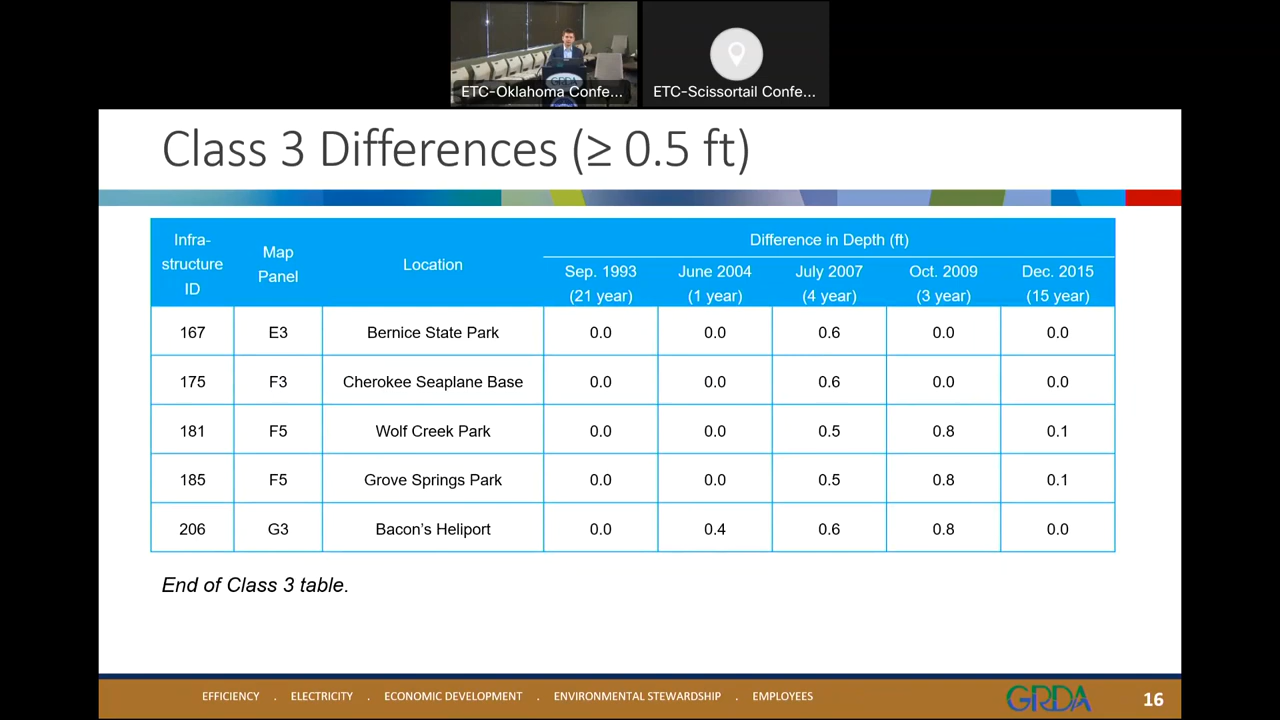 ETC-Oklahoma Confe...
ETC-Scissortail Confe...
GRDA
Class 3 Differences (≥ 0.5 ft)
Infra-
structure
ID
Map
Panel
Location
Difference in Depth (ft)
Sep. 1993
(21 year)
June 2004
(1 year)
July 2007
(4 year)
Oct. 2009
(3 year)
Dec. 2015
(15 year)
167 E3 Bernice State Park 0.0 0.0 0.6 0.0 0.0
175 F3 Cherokee Seaplane Base 0.0 0.0 0.6 0.0 0.0
181 F5 Wolf Creek Park 0.0 0.0 0.5 0.8 0.1
185 F5 Grove Springs Park 0.0 0.0 0.5 0.8 0.1
206 G3 Bacon’s Heliport 0.0 0.4 0.6 0.8 0.0
End of Class 3 table.
EFFICIENCY . ELECTRICITY . ECONOMIC DEVELOPMENT . ENVIRONMENTAL STEWARDSHIP . EMPLOYEES
GRDA
16